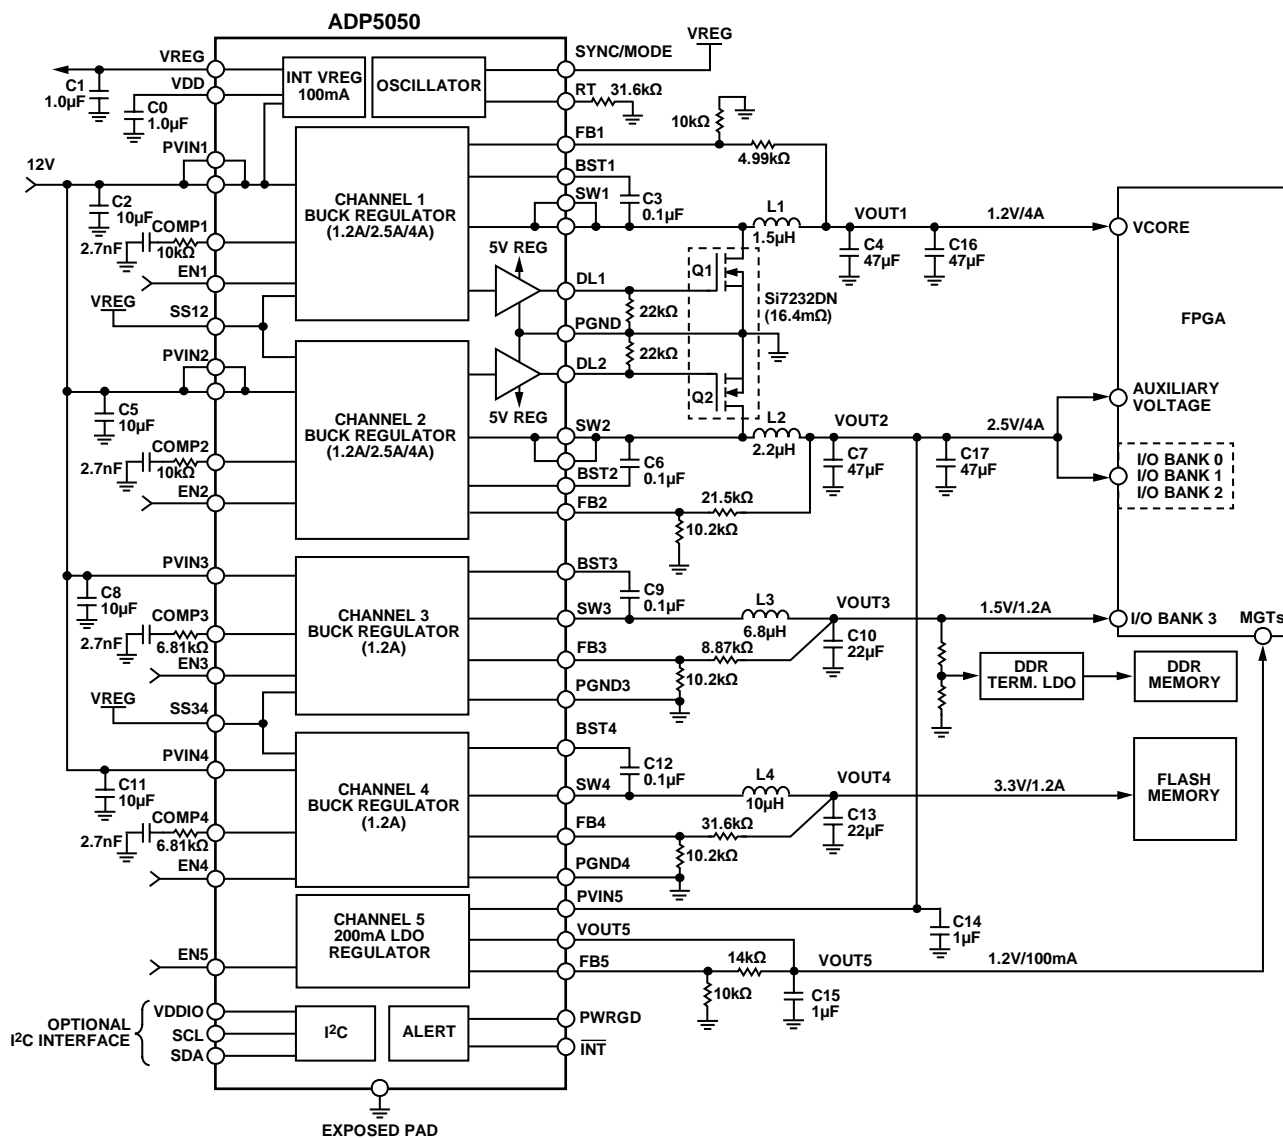 ADP5050
VREG
SYNC/MODE
VREG
C1
1.0µF
VDD
C0
1.0µF
INT VREG
100mA
OSCILLATOR
RT
31.6kΩ
10kΩ
FB1
4.99kΩ
12V
PVIN1
C2
10µF
COMP1
2.7nF
10kΩ
EN1
VREG
SS12
CHANNEL 1
BUCK REGULATOR
(1.2A/2.5A/4A)
BST1
SW1
C3
0.1µF
L1
1.5µH
VOUT1
1.2V/4A
C4
47µF
C16
47µF
VCORE
5V REG
DL1
Q1
22kΩ
Si7232DN
(16.4mΩ)
PGND
22kΩ
FPGA
PVIN2
C5
10µF
COMP2
2.7nF
10kΩ
EN2
CHANNEL 2
BUCK REGULATOR
(1.2A/2.5A/4A)
DL2
5V REG
Q2
SW2
L2
2.2µH
VOUT2
2.5V/4A
C6
0.1µF
C7
47µF
C17
47µF
BST2
FB2
21.5kΩ
10.2kΩ
AUXILIARY
VOLTAGE
I/O BANK 0
I/O BANK 1
I/O BANK 2
PVIN3
C8
10µF
COMP3
2.7nF
6.81kΩ
EN3
VREG
SS34
CHANNEL 3
BUCK REGULATOR
(1.2A)
BST3
C9
0.1µF
SW3
L3
6.8µH
VOUT3
1.5V/1.2A
C10
22µF
FB3
8.87kΩ
10.2kΩ
PGND3
I/O BANK 3
MGTs
DDR
TERM. LDO
DDR
MEMORY
PVIN4
C11
10µF
COMP4
2.7nF
6.81kΩ
EN4
CHANNEL 4
BUCK REGULATOR
(1.2A)
BST4
C12
0.1µF
SW4
L4
10µH
VOUT4
3.3V/1.2A
C13
22µF
FB4
31.6kΩ
10.2kΩ
PGND4
FLASH
MEMORY
EN5
CHANNEL 5
200mA LDO
REGULATOR
PVIN5
C14
1µF
VOUT5
FB5
14kΩ
10kΩ
VOUT5
1.2V/100mA
C15
1µF
OPTIONAL
I²C INTERFACE
VDDIO
SCL
SDA
I²C
ALERT
PWRGD
INT
EXPOSED PAD